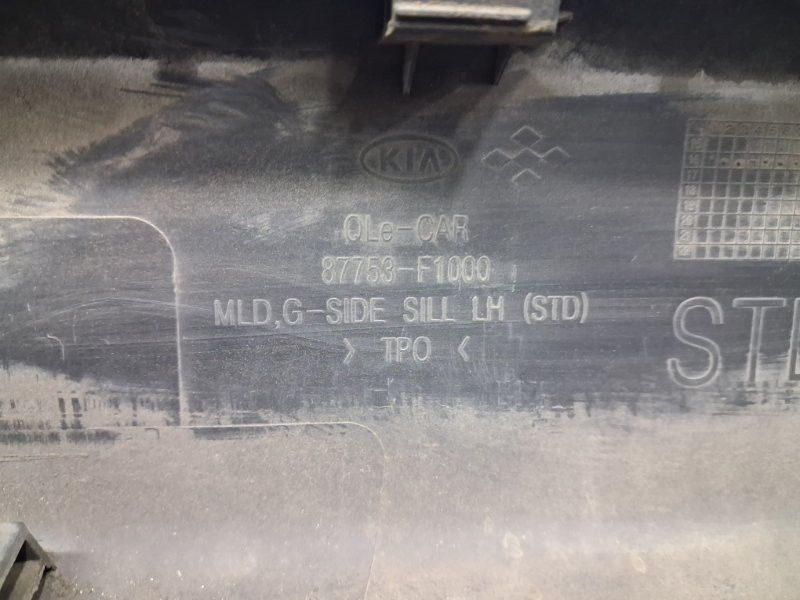 KIA
QLe-CAR
87753-F1000
MLD,G-SIDE SILL LH (STD)
> TPO <